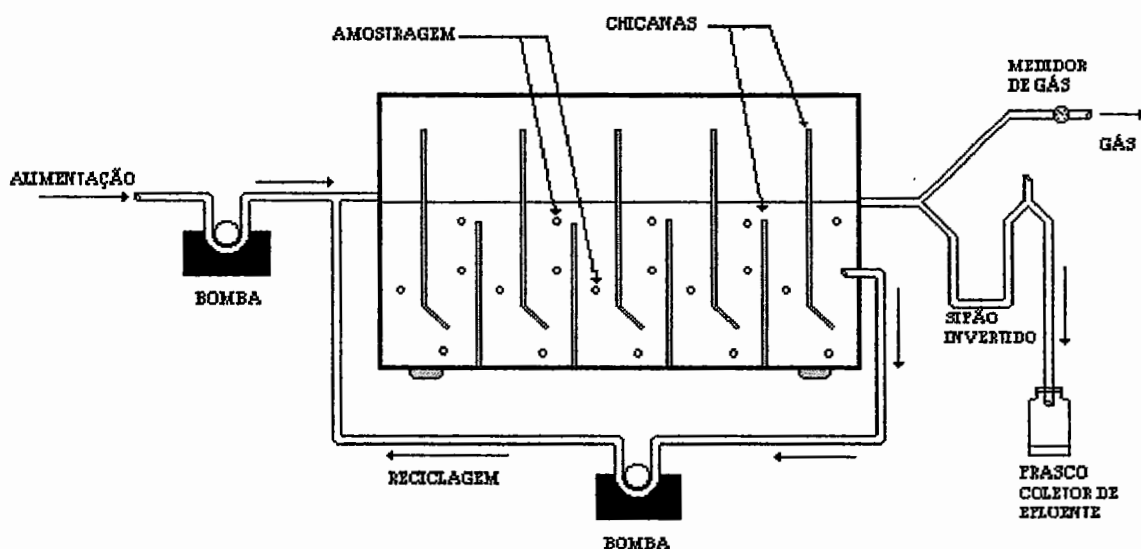 AMOSTRAGEM
CHICANAS
MEDIDOR
DE GÁS
GÁS
ALIMENTAÇÃO
BOMBA
SIFÃO
INVERTIDO
RECICLAGEM
BOMBA
FRASCO
COLETOR DE
EFLUENTE